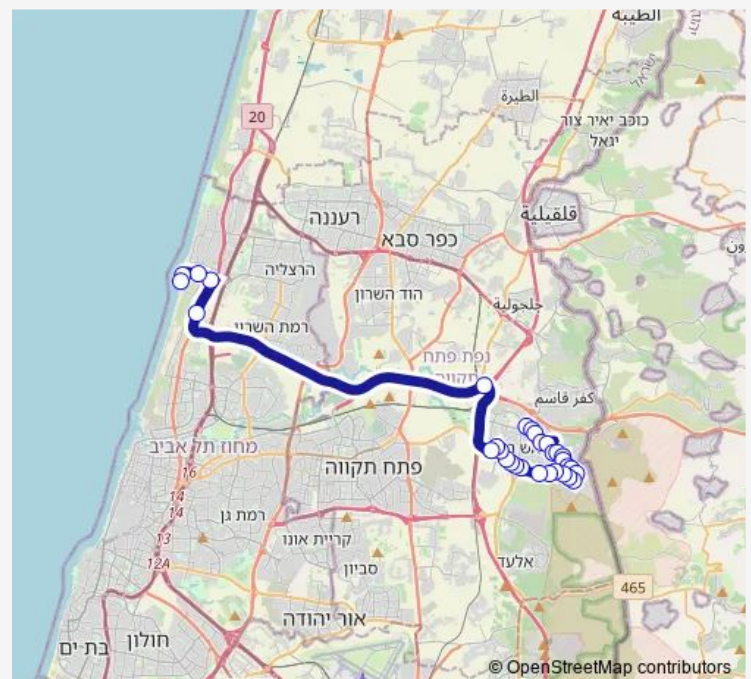 الطيبة
20
الطيرة
כוכב יאיר צור
יגאל
קلقيلية
רעננה
כפר סבא
הרצליה
הוד השרון
جلجولية
רמת השרון
נפת פתח
תקווה
כפר קאסם
מחוז תל אביב
פתח תקווה
16
14
14
רמת גן
13
קריית אונו
אלעד
12A
סביון
465
אור יהודה
חולון
בת ים
© OpenStreetMap contributors